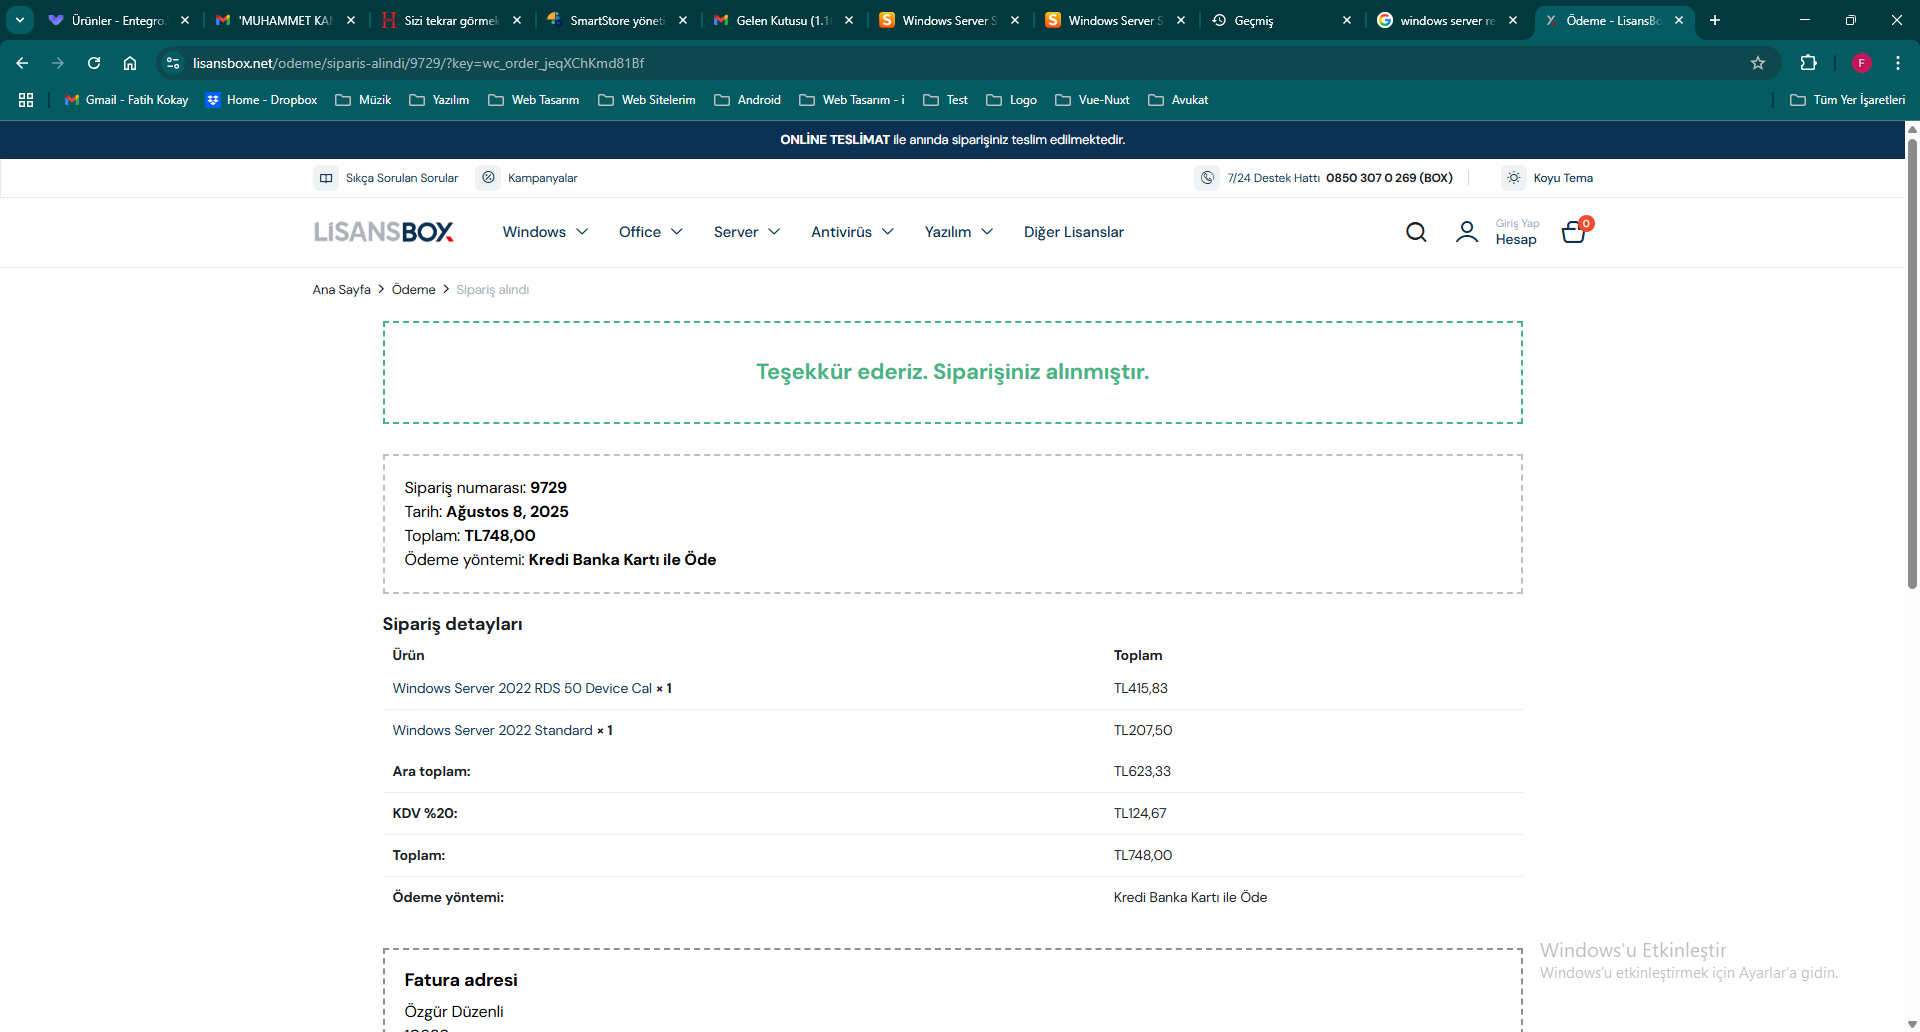 Ürünler - Entegro
'MUHAMMET KA
Sizi tekrar görmek
SmartStore yöneti
Gelen Kutusu (1.1
Windows Server S
Windows Server S
Geçmiş
windows server re
Ödeme - LisansBo
lisansbox.net/odeme/siparis-alindi/9729/?key=wc_order_jeqXChKmd81Bf
F
Gmail - Fatih Kokay
Home - Dropbox
Müzik
Yazılım
Web Tasarım
Web Sitelerim
Android
Web Tasarım - i
Test
Logo
Vue-Nuxt
Avukat
Tüm Yer İşaretleri
ONLİNE TESLİMAT ile anında siparişiniz teslim edilmektedir.
Sıkça Sorulan Sorular
Kampanyalar
7/24 Destek Hattı 0850 307 0 269 (BOX)
Koyu Tema
LiSANSBOX
Windows
Office
Server
Antivirüs
Yazılım
Diğer Lisanslar
Giriş Yap
Hesap
0
Ana Sayfa > Ödeme > Sipariş alındı
Teşekkür ederiz. Siparişiniz alınmıştır.
Sipariş numarası: 9729
Tarih: Ağustos 8, 2025
Toplam: TL748,00
Ödeme yöntemi: Kredi Banka Kartı ile Öde
Sipariş detayları
Ürün Toplam
Windows Server 2022 RDS 50 Device Cal × 1 TL415,83
Windows Server 2022 Standard × 1 TL207,50
Ara toplam: TL623,33
KDV %20: TL124,67
Toplam: TL748,00
Ödeme yöntemi: Kredi Banka Kartı ile Öde
Fatura adresi
Özgür Düzenli
Windows'u Etkinleştir
Windows'u etkinleştirmek için Ayarlar'a gidin.